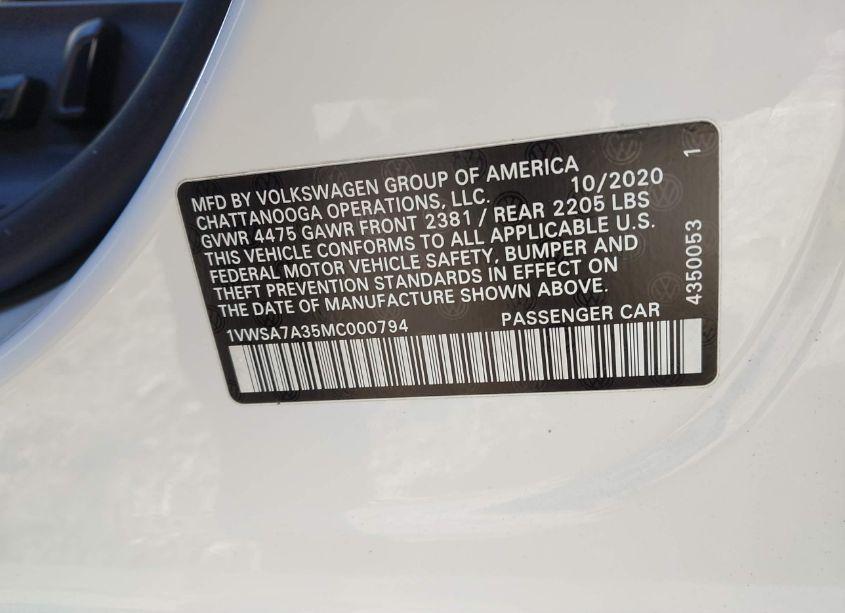 MFD BY VOLKSWAGEN GROUP OF AMERICA
CHATTANOOGA OPERATIONS, LLC. 10/2020
GVWR 4475 GAWR FRONT 2381 / REAR 2205 LBS
THIS VEHICLE CONFORMS TO ALL APPLICABLE U.S.
FEDERAL MOTOR VEHICLE SAFETY, BUMPER AND
THEFT PREVENTION STANDARDS IN EFFECT ON
THE DATE OF MANUFACTURE SHOWN ABOVE.
1VWSA7A35MC000794 PASSENGER CAR
4350053 1